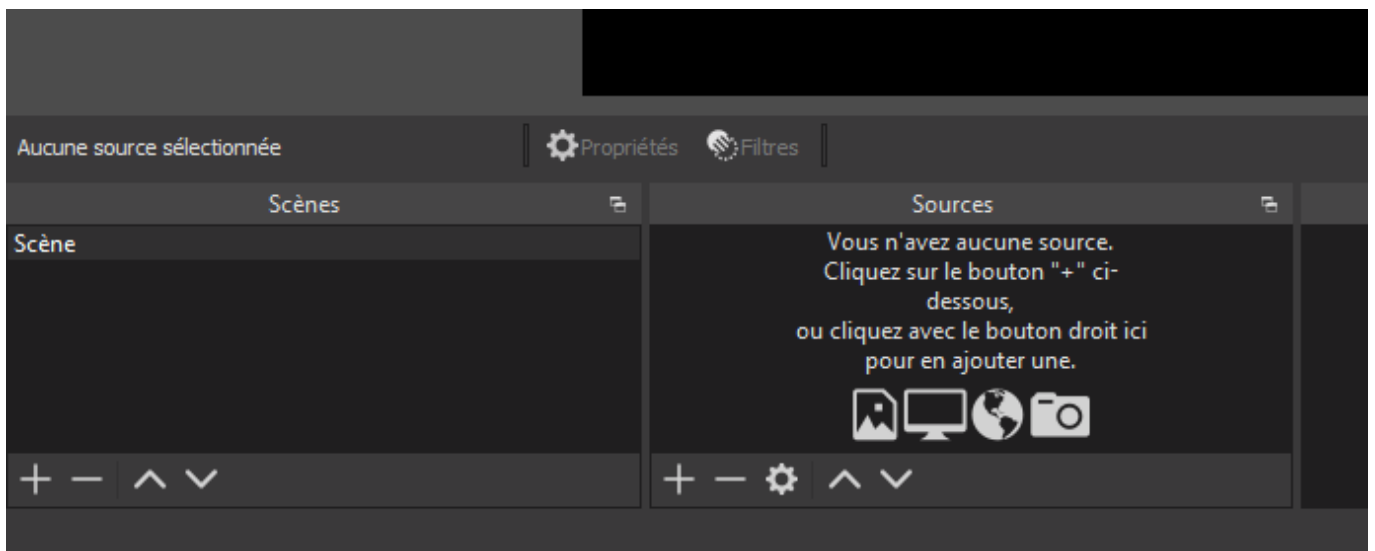 Aucune source sélectionnée
Propriétés
Filtres
Scènes
Sources
Scène
Vous n'avez aucune source.
Cliquez sur le bouton "+" ci-
dessous,
ou cliquez avec le bouton droit ici
pour en ajouter une.